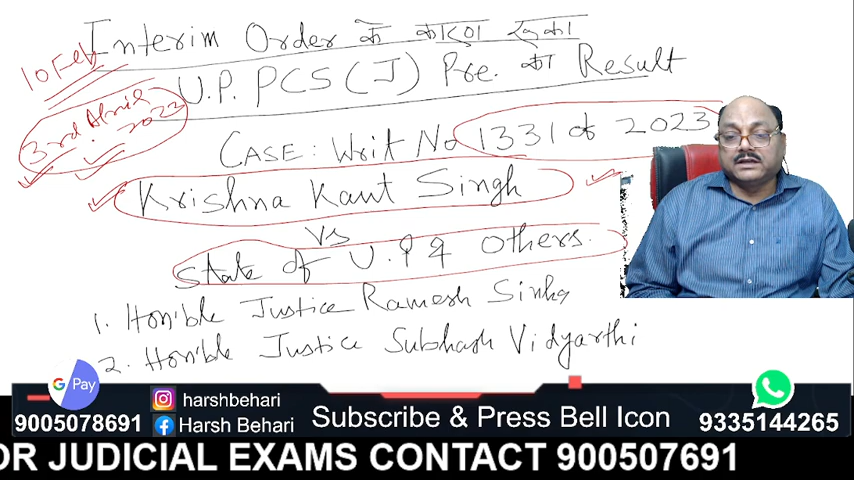 Interim Order के कारण रुका
10 Feb
U.P. PCS (J) Pre. का Result
3rd April 2022
CASE: Writ No 1331 of 2023
Krishna Kant Singh
Vs
State of U.P & Others.
1. Hon'ble Justice Ramesh Sinha
2. Hon'ble Justice Subhash Vidyarthi
G Pay
9005078691
harshbehari
Harsh Behari
Subscribe & Press Bell Icon
9335144265
OR JUDICIAL EXAMS CONTACT 900507691